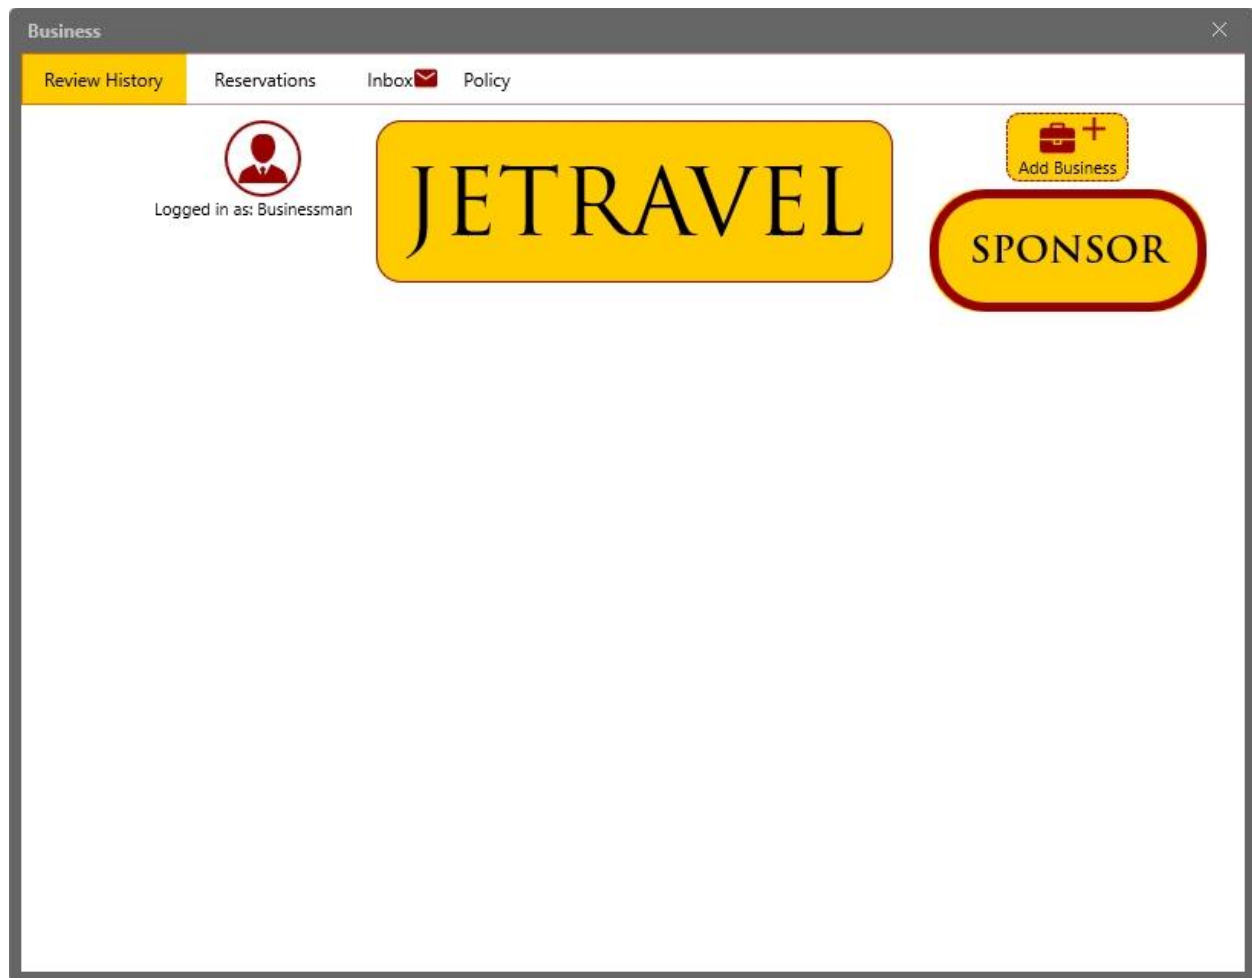 Business
Review History Reservations Inbox Policy
Logged in as: Businessman
JETRAVEL
Add Business
SPONSOR